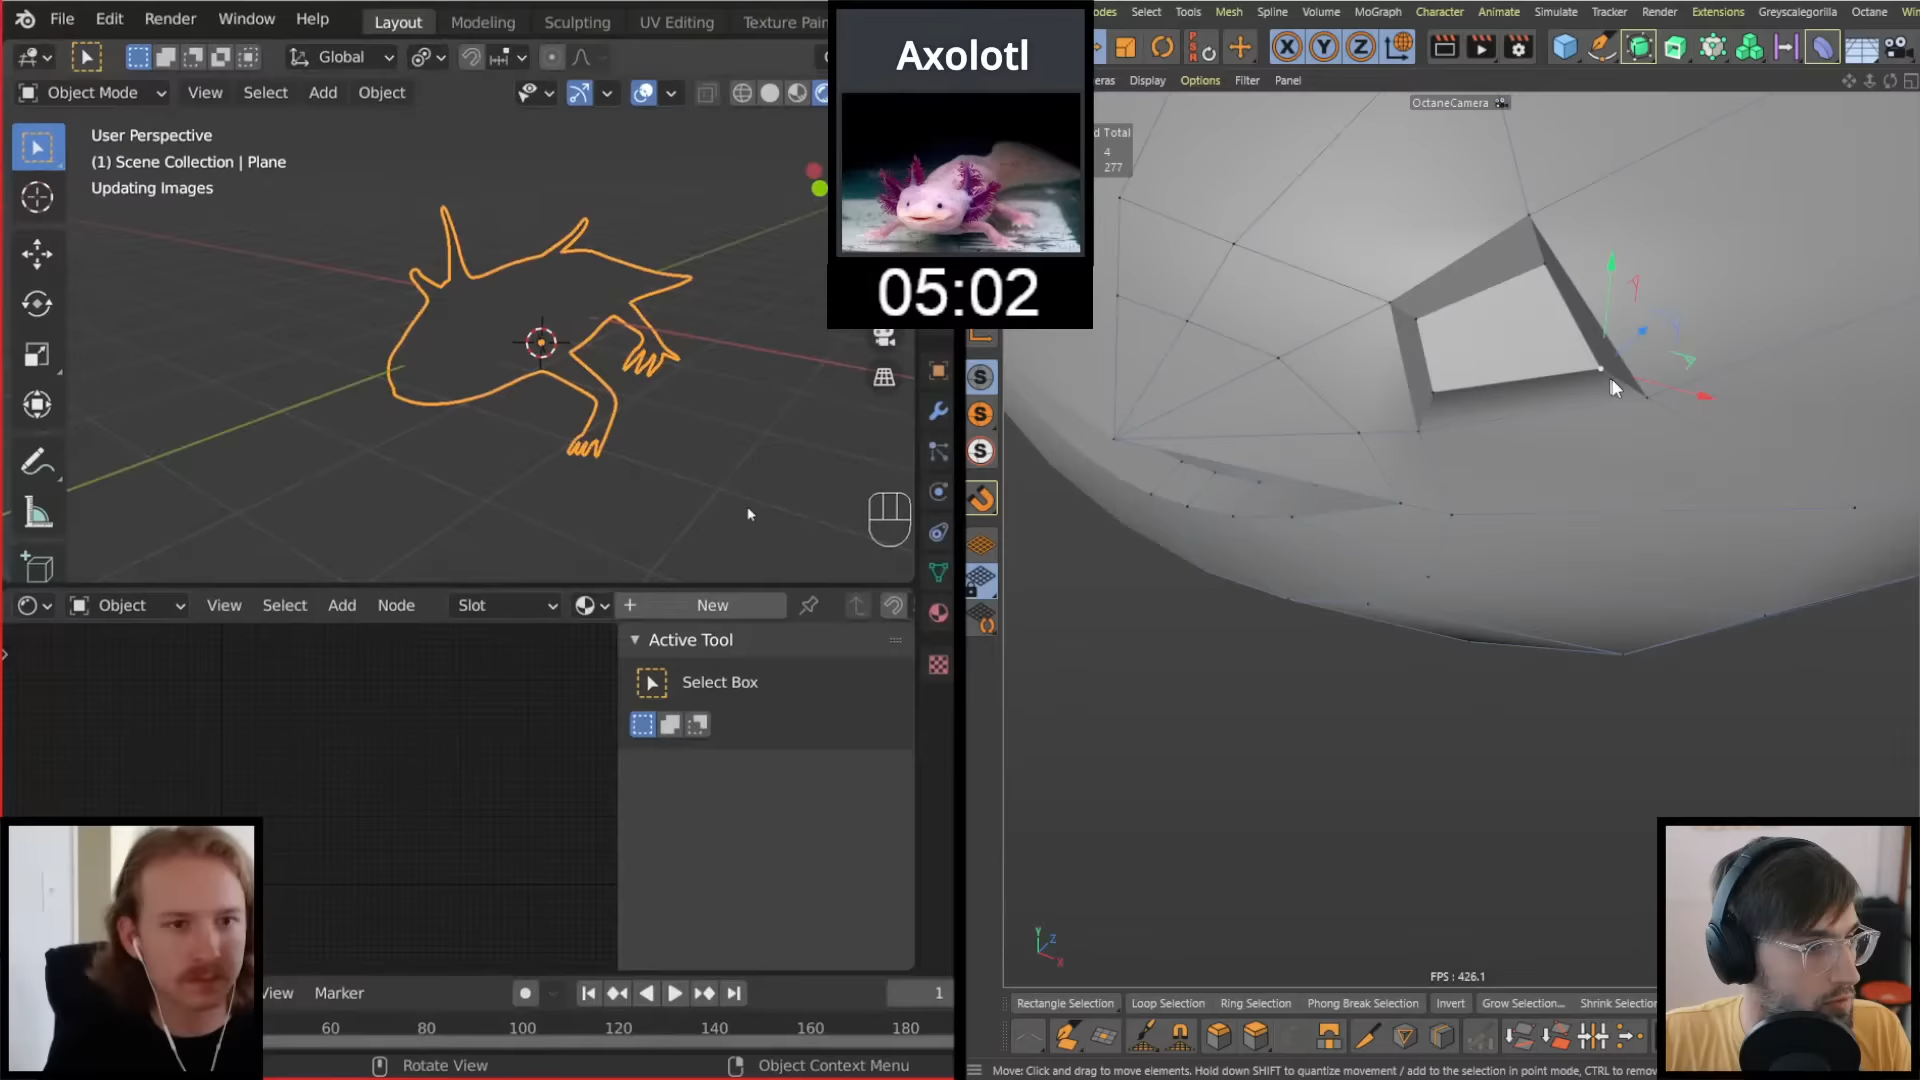 File Edit Render Window Help Layout Modeling Sculpting UV Editing Texture Pain
Global
Object Mode View Select Add Object
User Perspective
(1) Scene Collection | Plane
Updating Images
Object View Select Add Node Slot New
Active Tool
Select Box
View Marker 1
60 80 100 120 140 160 180
Rotate View Object Context Menu
Axolotl
05:02
odes Select Tools Mesh Spline Volume MoGraph Character Animate Simulate Tracker Render Extensions Greyscalegorilla Octane Win
P
S
R
X Y Z
eras Display Options Filter Panel
OctaneCamera
d Total
4
277
S
S
S
Y
Z
X
FPS : 426.1
Rectangle Selection Loop Selection Ring Selection Phong Break Selection Invert Grow Selection... Shrink Selection
Move: Click and drag to move elements. Hold down SHIFT to quantize movement / add to the selection in point mode, CTRL to remov